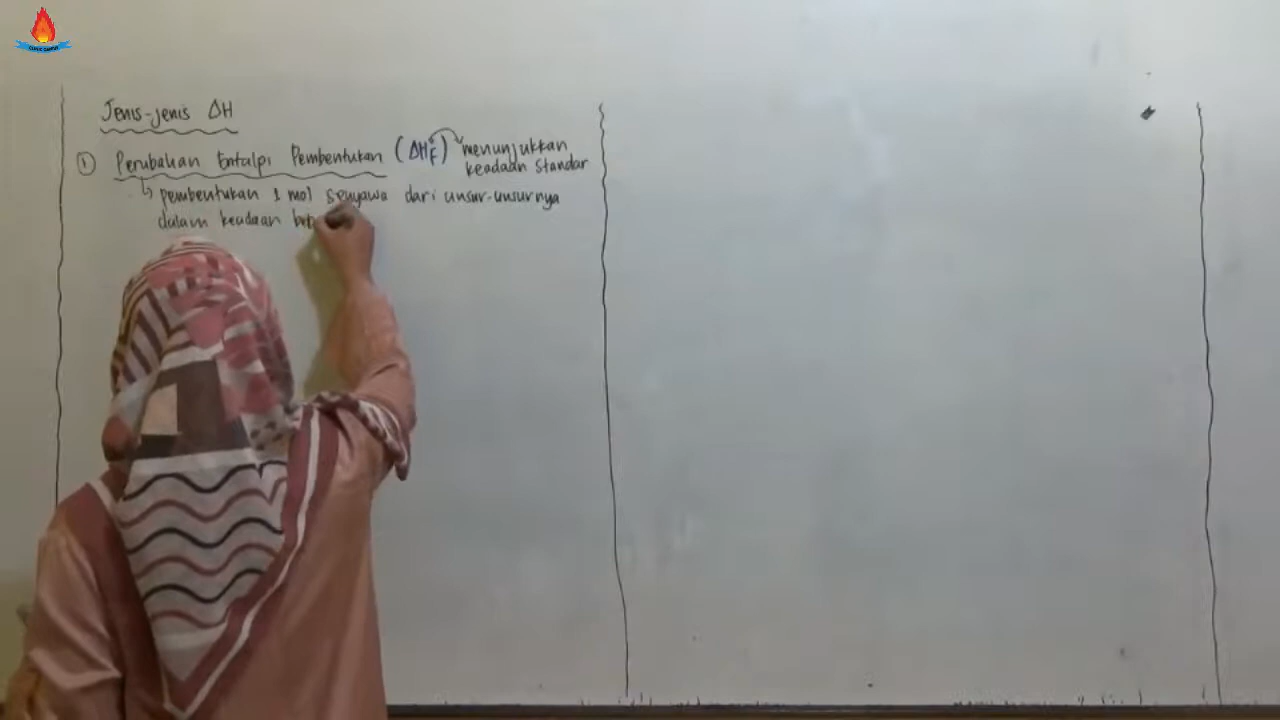 Jenis-jenis ΔH
① Perubahan Entalpi Pembentukan (ΔH°f) menunjukkan
keadaan standar
↳ pembentukan 1 mol senyawa dari unsur-unsurnya
dalam keadaan